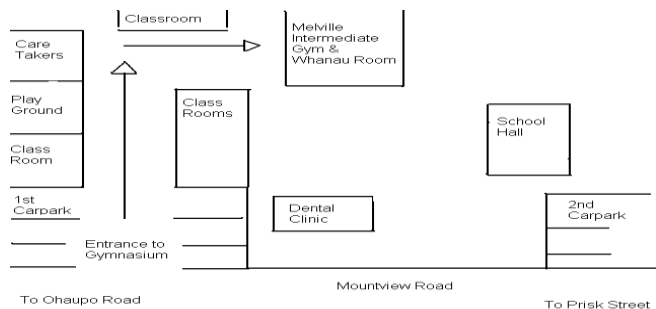 Classroom
Care
Takers
Melville
Intermediate
Gym &
Whanau Room
Play
Ground
Class
Rooms
School
Hall
Class
Room
1st
Carpark
Dental
Clinic
2nd
Carpark
Entrance to
Gymnasium
Mountview Road
To Ohaupo Road
To Prisk Street